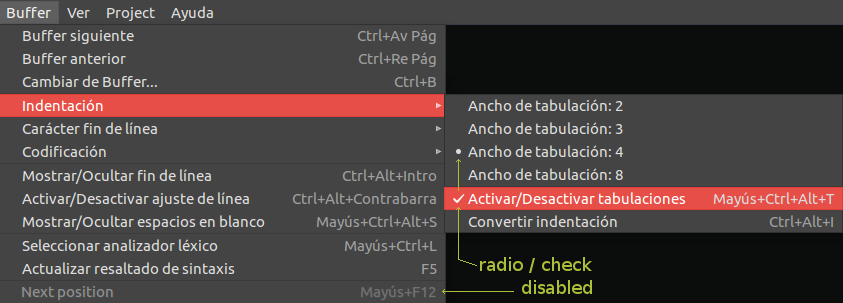 Buffer Ver Project Ayuda
Buffer siguiente Ctrl+Av Pág
Buffer anterior Ctrl+Re Pág
Cambiar de Buffer... Ctrl+B
Indentación
Carácter fin de línea
Codificación
Mostrar/Ocultar fin de línea Ctrl+Alt+Intro
Activar/Desactivar ajuste de línea Ctrl+Alt+Contrabarra
Mostrar/Ocultar espacios en blanco Mayús+Ctrl+Alt+S
Seleccionar analizador léxico Mayús+Ctrl+L
Actualizar resaltado de sintaxis F5
Next position Mayús+F12
Ancho de tabulación: 2
Ancho de tabulación: 3
Ancho de tabulación: 4
Ancho de tabulación: 8
Activar/Desactivar tabulaciones Mayús+Ctrl+Alt+T
Convertir indentación Ctrl+Alt+I
radio / check
disabled